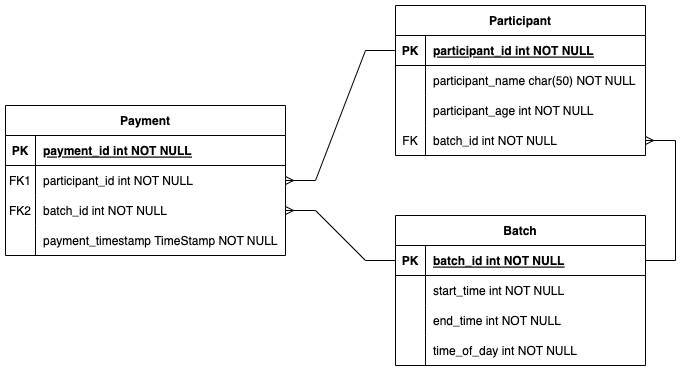 Participant
PK participant_id int NOT NULL
participant_name char(50) NOT NULL
participant_age int NOT NULL
FK batch_id int NOT NULL
Payment
PK payment_id int NOT NULL
FK1 participant_id int NOT NULL
FK2 batch_id int NOT NULL
payment_timestamp TimeStamp NOT NULL
Batch
PK batch_id int NOT NULL
start_time int NOT NULL
end_time int NOT NULL
time_of_day int NOT NULL